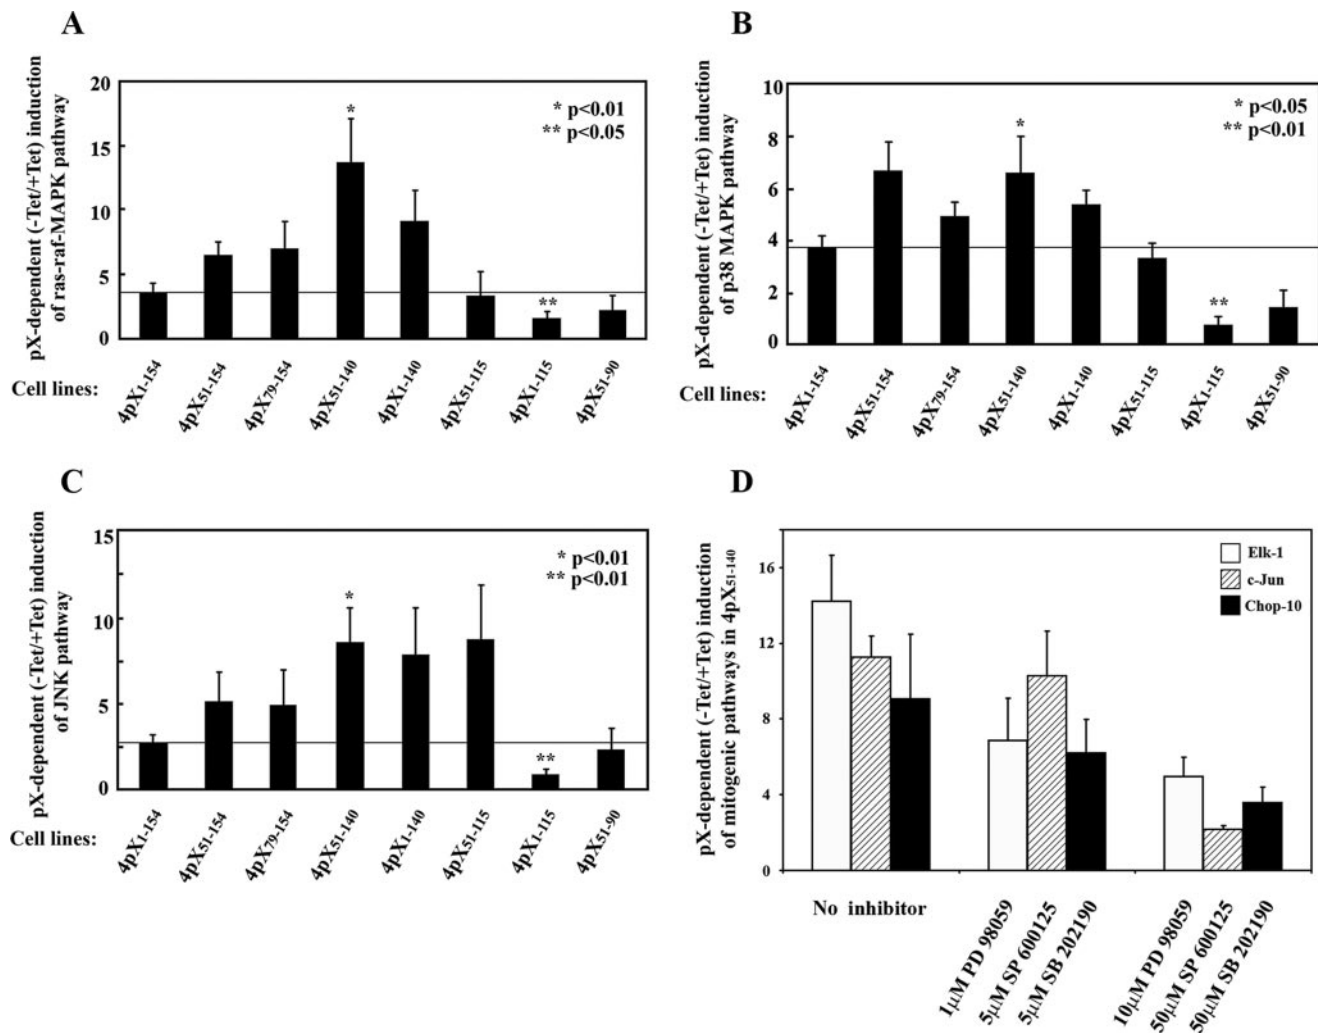 A
pX-dependent (-Tet/+Tet) induction
of ras-raf-MAPK pathway
20
15
10
5
0
* p<0.01
** p<0.05
*
**
Cell lines:
4pX1-154
4pX51-154
4pX79-154
4pX51-140
4pX1-140
4pX51-115
4pX1-115
4pX51-90
B
pX-dependent (-Tet/+Tet) induction
of p38 MAPK pathway
10
8
6
4
2
0
* p<0.05
** p<0.01
*
**
Cell lines:
4pX1-154
4pX51-154
4pX79-154
4pX51-140
4pX1-140
4pX51-115
4pX1-115
4pX51-90
C
pX-dependent (-Tet/+Tet) induction
of JNK pathway
15
10
5
0
* p<0.01
** p<0.01
*
**
Cell lines:
4pX1-154
4pX51-154
4pX79-154
4pX51-140
4pX1-140
4pX51-115
4pX1-115
4pX51-90
D
pX-dependent (-Tet/+Tet) induction
of mitogenic pathways in 4pX51-140
16
12
8
4
0
Elk-1
c-Jun
Chop-10
No inhibitor
1μM PD 98059
5μM SP 600125
5μM SB 202190
10μM PD 98059
50μM SP 600125
50μM SB 202190